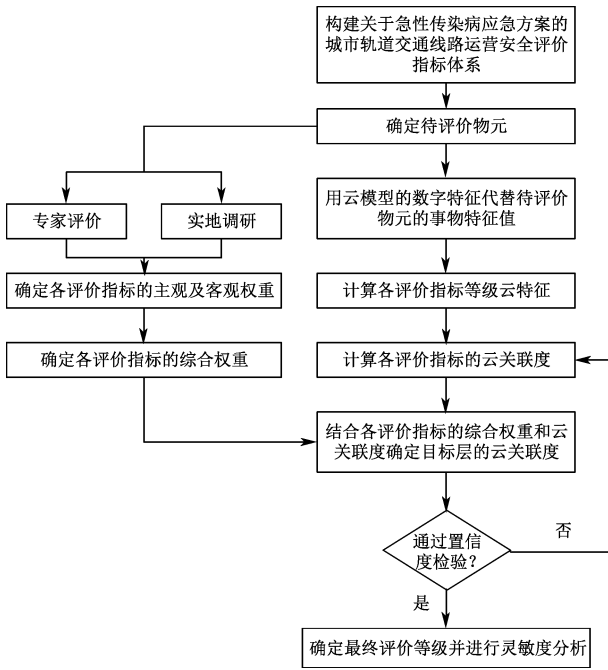 构建关于急性传染病应急方案的
城市轨道交通线路运营安全评价
指标体系
确定待评价物元
专家评价
实地调研
用云模型的数字特征代替待评价
物元的事物特征值
确定各评价指标的主观及客观权重
计算各评价指标等级云特征
确定各评价指标的综合权重
计算各评价指标的云关联度
结合各评价指标的综合权重和云
关联度确定目标层的云关联度
通过置信
度检验?
否
是
确定最终评价等级并进行灵敏度分析